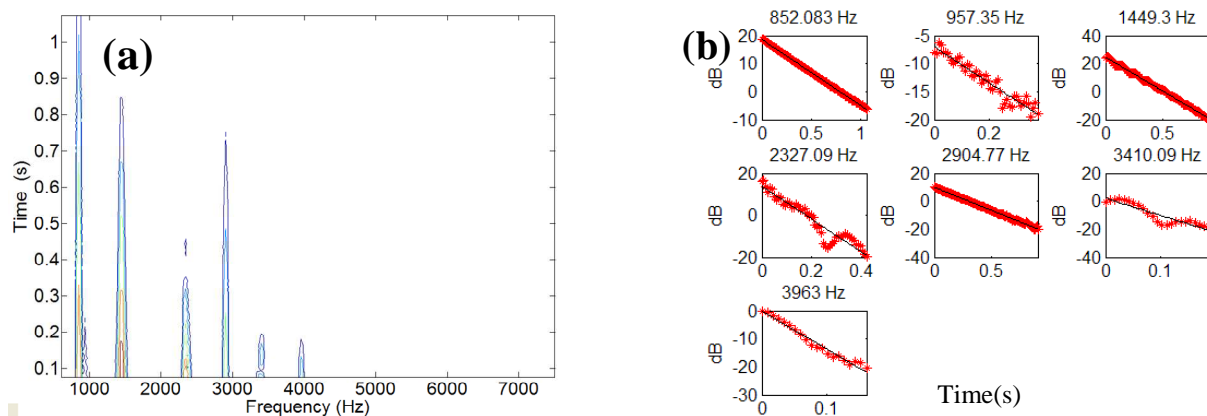 (a)
Time (s)
1
0.9
0.8
0.7
0.6
0.5
0.4
0.3
0.2
0.1
1000 2000 3000 4000 5000 6000 7000
Frequency (Hz)
(b)
852.083 Hz
dB
20
10
0
-10
0 0.5 1
957.35 Hz
dB
-5
-10
-15
-20
0 0.2
1449.3 Hz
dB
40
20
0
-20
0 0.5
2327.09 Hz
dB
20
0
-20
0 0.2 0.4
2904.77 Hz
dB
20
0
-20
-40
0 0.5
3410.09 Hz
dB
20
0
-20
-40
0 0.1
3963 Hz
dB
0
-10
-20
-30
0 0.1
Time(s)